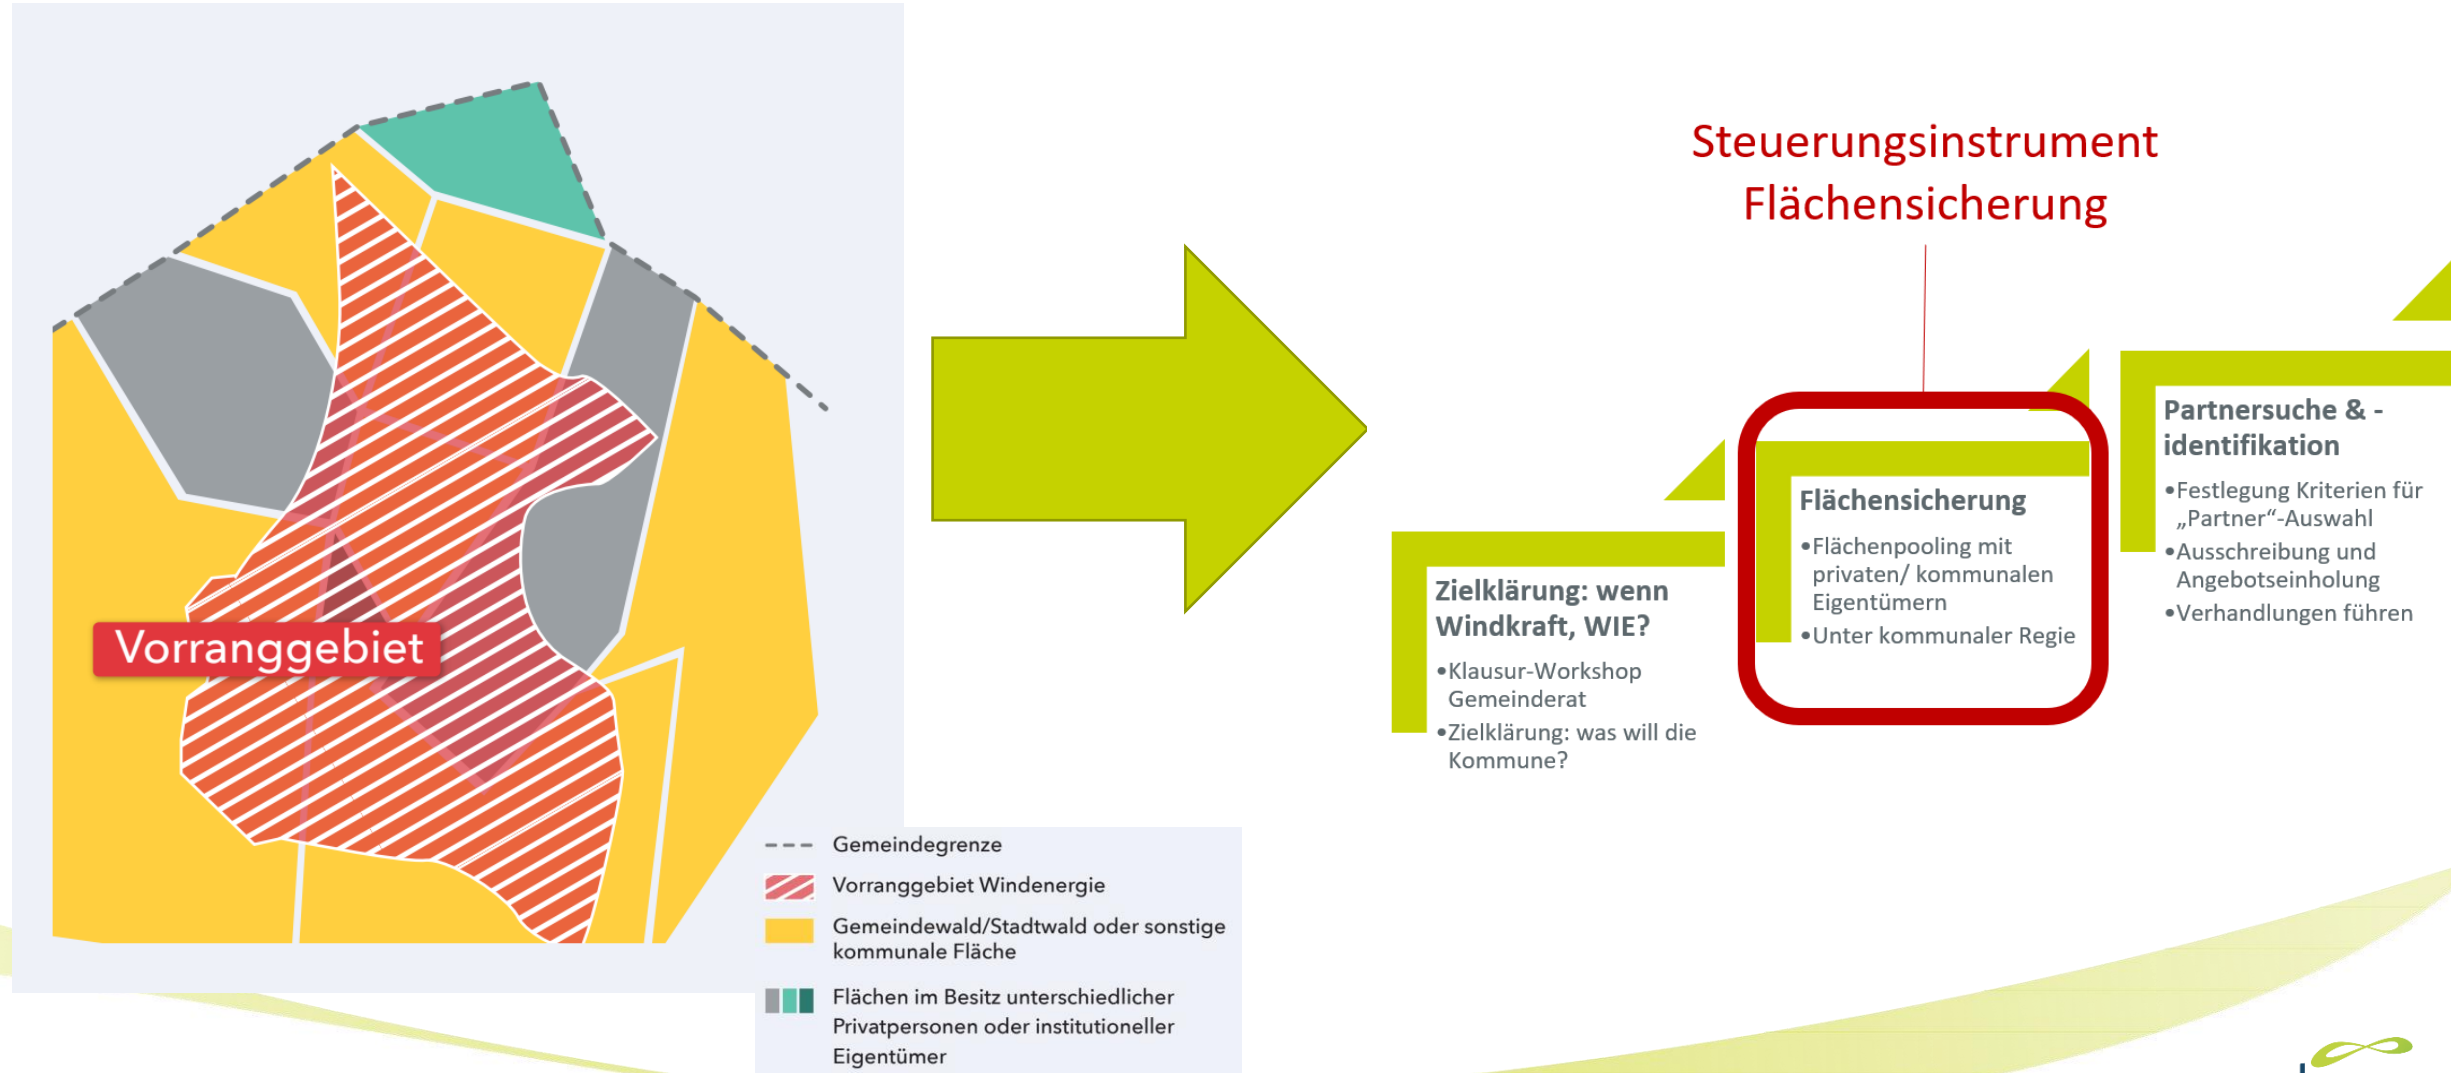 Vorranggebiet
Gemeindegrenze
Vorranggebiet Windenergie
Gemeindewald/Stadtwald oder sonstige
kommunale Fläche
Flächen im Besitz unterschiedlicher
Privatpersonen oder institutioneller
Eigentümer
Steuerungsinstrument
Flächensicherung
Zielklärung: wenn
Windkraft, WIE?
•Klausur-Workshop
Gemeinderat
•Zielklärung: was will die
Kommune?
Flächensicherung
•Flächenpooling mit
privaten/ kommunalen
Eigentümern
•Unter kommunaler Regie
Partnersuche & -
identifikation
•Festlegung Kriterien für
„Partner“-Auswahl
•Ausschreibung und
Angebotseinholung
•Verhandlungen führen